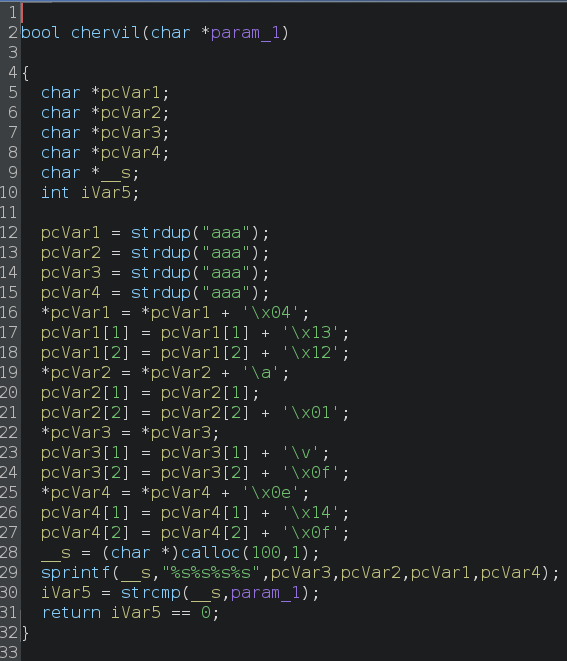 1
2 bool chervil(char *param_1)
3
4 {
5   char *pcVar1;
6   char *pcVar2;
7   char *pcVar3;
8   char *pcVar4;
9   char *__s;
10   int iVar5;
11
12   pcVar1 = strdup("aaa");
13   pcVar2 = strdup("aaa");
14   pcVar3 = strdup("aaa");
15   pcVar4 = strdup("aaa");
16   *pcVar1 = *pcVar1 + '\x04';
17   pcVar1[1] = pcVar1[1] + '\x13';
18   pcVar1[2] = pcVar1[2] + '\x12';
19   *pcVar2 = *pcVar2 + '\a';
20   pcVar2[1] = pcVar2[1];
21   pcVar2[2] = pcVar2[2] + '\x01';
22   *pcVar3 = *pcVar3;
23   pcVar3[1] = pcVar3[1] + '\v';
24   pcVar3[2] = pcVar3[2] + '\x0f';
25   *pcVar4 = *pcVar4 + '\x0e';
26   pcVar4[1] = pcVar4[1] + '\x14';
27   pcVar4[2] = pcVar4[2] + '\x0f';
28   __s = (char *)calloc(100,1);
29   sprintf(__s,"%s%s%s%s",pcVar3,pcVar2,pcVar1,pcVar4);
30   iVar5 = strcmp(__s,param_1);
31   return iVar5 == 0;
32 }
33